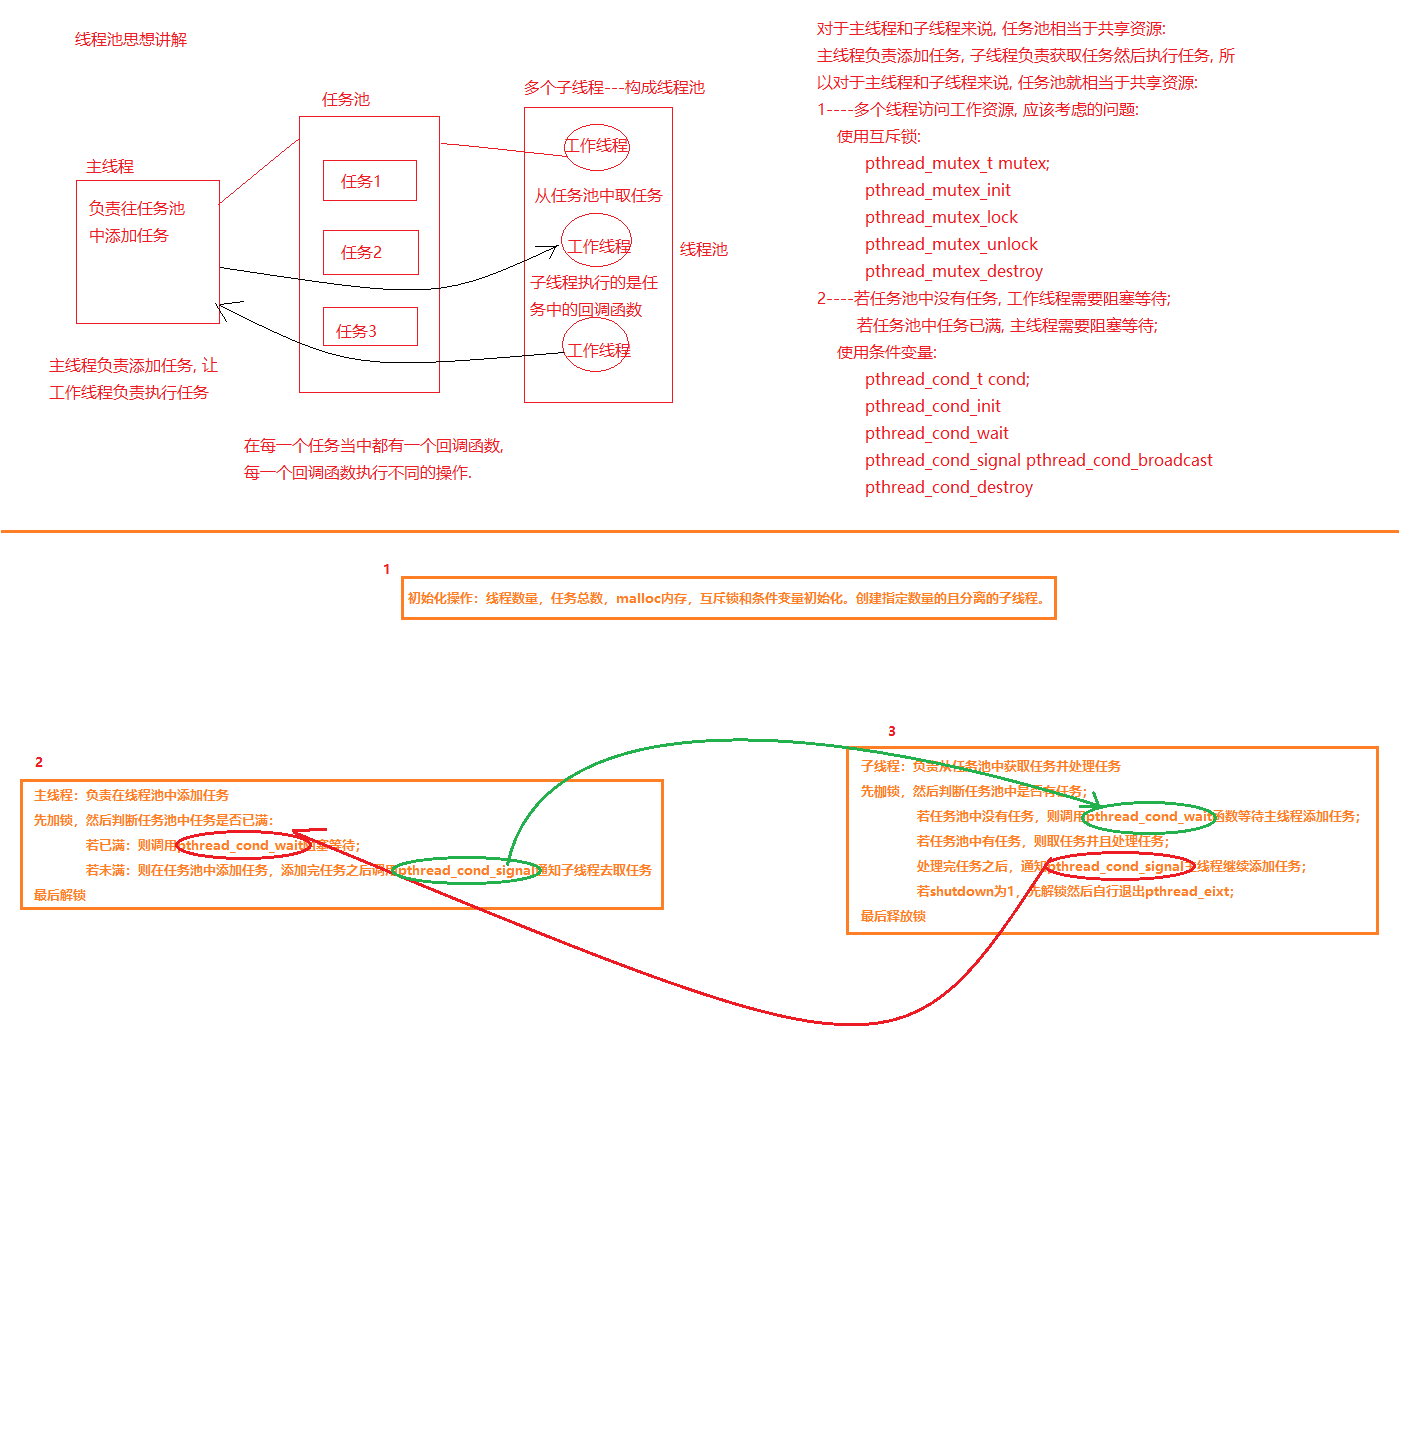 线程池思想讲解
任务池
多个子线程---构成线程池
主线程
负责往任务池
中添加任务
任务1
任务2
任务3
工作线程
从任务池中取任务
工作线程
线程池
子线程执行的是任
务中的回调函数
工作线程
主线程负责添加任务, 让
工作线程负责执行任务
在每一个任务当中都有一个回调函数,
每一个回调函数执行不同的操作.
对于主线程和子线程来说, 任务池相当于共享资源:
主线程负责添加任务, 子线程负责获取任务然后执行任务, 所
以对于主线程和子线程来说, 任务池就相当于共享资源:
1----多个线程访问工作资源, 应该考虑的问题:
使用互斥锁:
pthread_mutex_t mutex;
pthread_mutex_init
pthread_mutex_lock
pthread_mutex_unlock
pthread_mutex_destroy
2----若任务池中没有任务, 工作线程需要阻塞等待;
若任务池中任务已满, 主线程需要阻塞等待;
使用条件变量:
pthread_cond_t cond;
pthread_cond_init
pthread_cond_wait
pthread_cond_signal pthread_cond_broadcast
pthread_cond_destroy
1
初始化操作：线程数量，任务总数，malloc内存，互斥锁和条件变量初始化。创建指定数量的且分离的子线程。
2
主线程：负责在线程池中添加任务
先加锁，然后判断任务池中任务是否已满：
若已满：则调用pthread_cond_wait阻塞等待；
若未满：则在任务池中添加任务，添加完任务之后调用pthread_cond_signal通知子线程去取任务
最后解锁
3
子线程：负责从任务池中获取任务并处理任务
先枷锁，然后判断任务池中是否有任务；
若任务池中没有任务，则调用pthread_cond_wait函数等待主线程添加任务；
若任务池中有任务，则取任务并且处理任务；
处理完任务之后，通知pthread_cond_signal主线程继续添加任务；
若shutdown为1，先解锁然后自行退出pthread_eixt；
最后释放锁